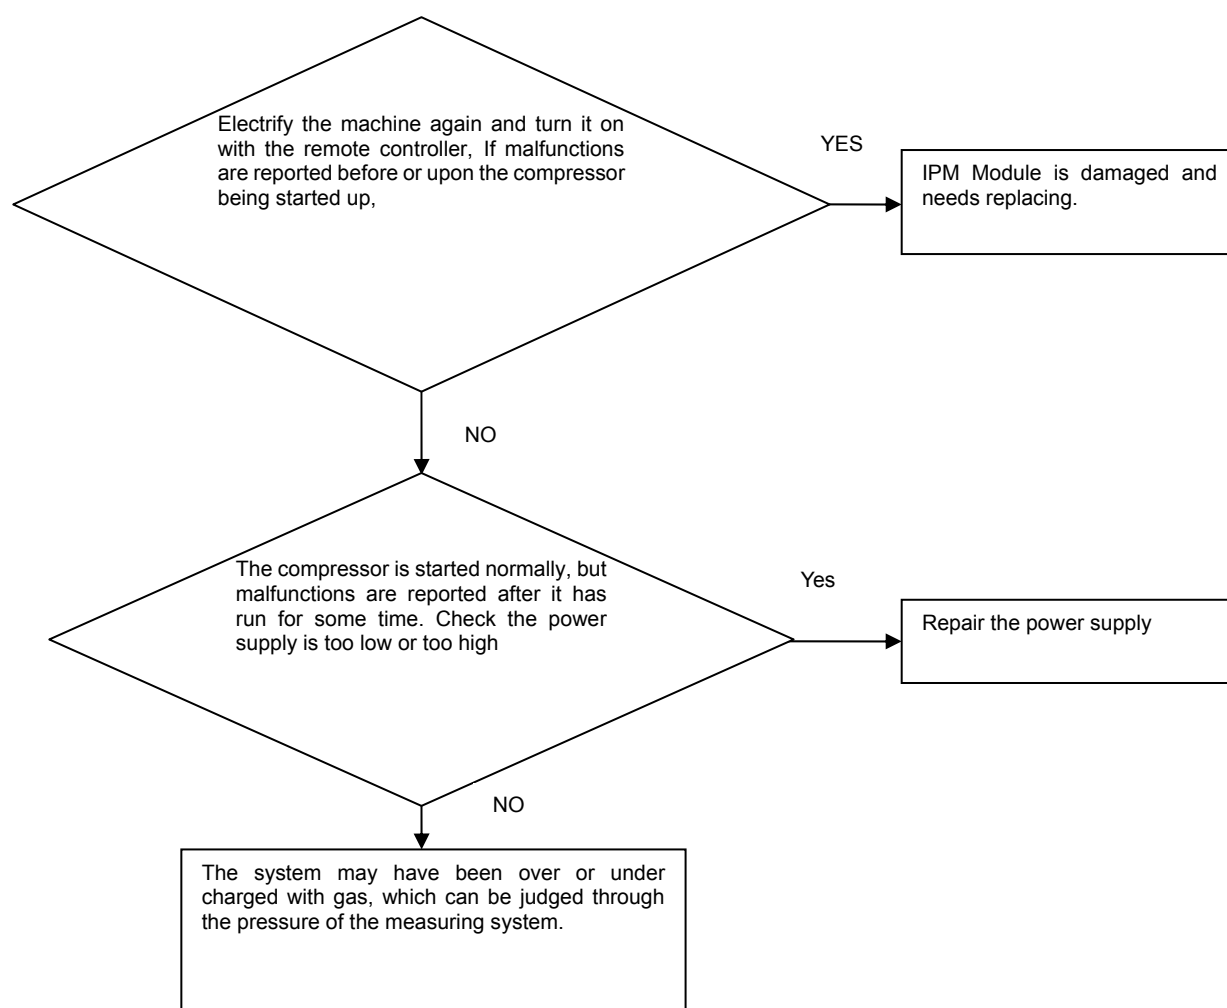 Electrify the machine again and turn it on
with the remote controller, If malfunctions
are reported before or upon the compressor
being started up,
YES
IPM Module is damaged and
needs replacing.
NO
The compressor is started normally, but
malfunctions are reported after it has
run for some time. Check the power
supply is too low or too high
Yes
Repair the power supply
NO
The system may have been over or under
charged with gas, which can be judged through
the pressure of the measuring system.